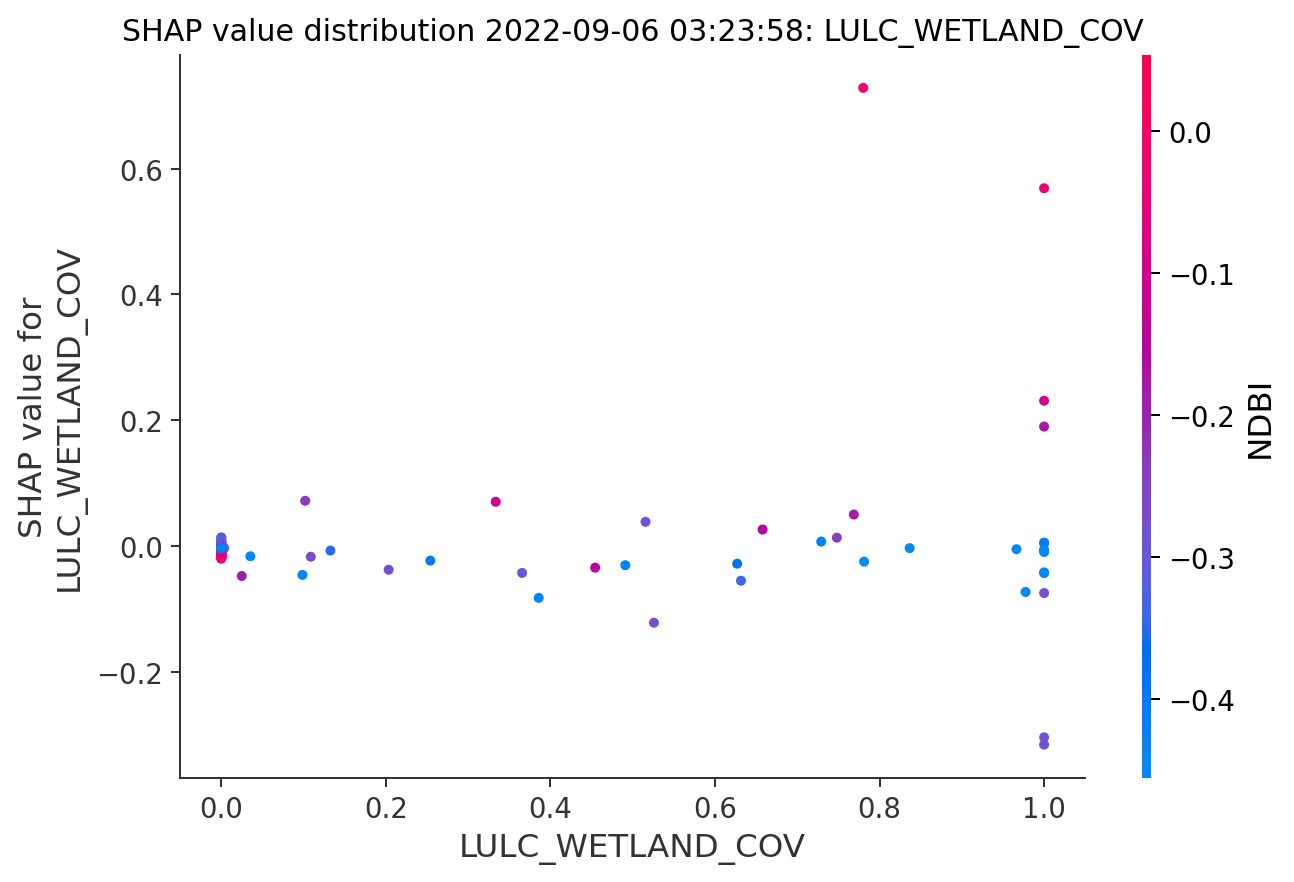 SHAP value distribution 2022-09-06 03:23:58: LULC_WETLAND_COV
SHAP value for
LULC_WETLAND_COV
0.6
0.4
0.2
0.0
−0.2
0.0 0.2 0.4 0.6 0.8 1.0
LULC_WETLAND_COV
0.0
−0.1
−0.2
−0.3
−0.4
NDBI